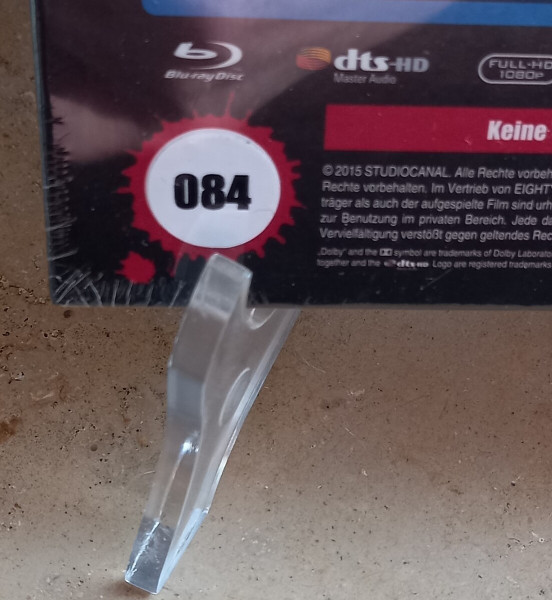 Blu-ray Disc
dts-HD
Master Audio
FULL-HD
1080P
Keine
084
© 2015 STUDIOCANAL. Alle Rechte vorbeh
Rechte vorbehalten. Im Vertrieb von EIGHT
träger als auch der aufgespielte Film sind urh
zur Benutzung im privaten Bereich. Jede da
Vervielfältigung verstößt gegen geltendes Rec
„Dolby“ and the symbol are trademarks of Dolby Laborato
together and the dts-HD Logo are registered trademarks